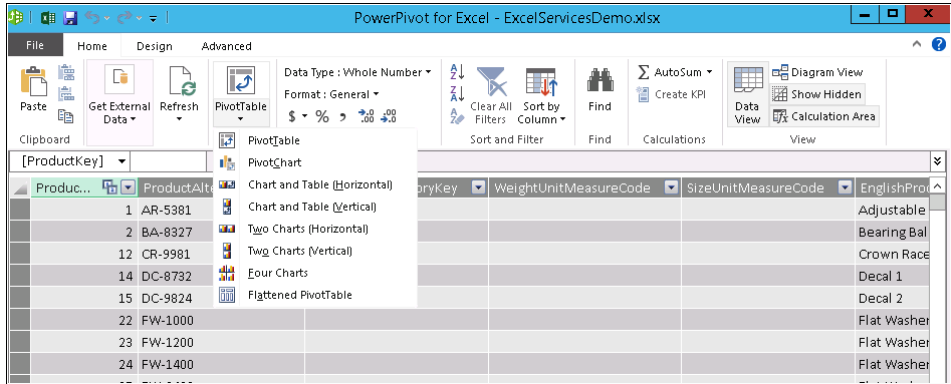 PowerPivot for Excel - ExcelServicesDemo.xlsx
File Home Design Advanced
Paste
Clipboard
Get External Data
Refresh
PivotTable
Data Type : Whole Number
Format : General
$ % , .00 .00
Clear All Filters
Sort by Column
Sort and Filter
Find
Find
AutoSum
Create KPI
Calculations
Data View
Diagram View
Show Hidden
Calculation Area
View
PivotTable
PivotChart
Chart and Table (Horizontal)
Chart and Table (Vertical)
Two Charts (Horizontal)
Two Charts (Vertical)
Four Charts
Flattened PivotTable
[ProductKey]
Produc... ProductAlte oryKey WeightUnitMeasureCode SizeUnitMeasureCode EnglishProd
1 AR-5381 Adjustable
2 BA-8327 Bearing Bal
12 CR-9981 Crown Race
14 DC-8732 Decal 1
15 DC-9824 Decal 2
22 FW-1000 Flat Washer
23 FW-1200 Flat Washer
24 FW-1400 Flat Washer